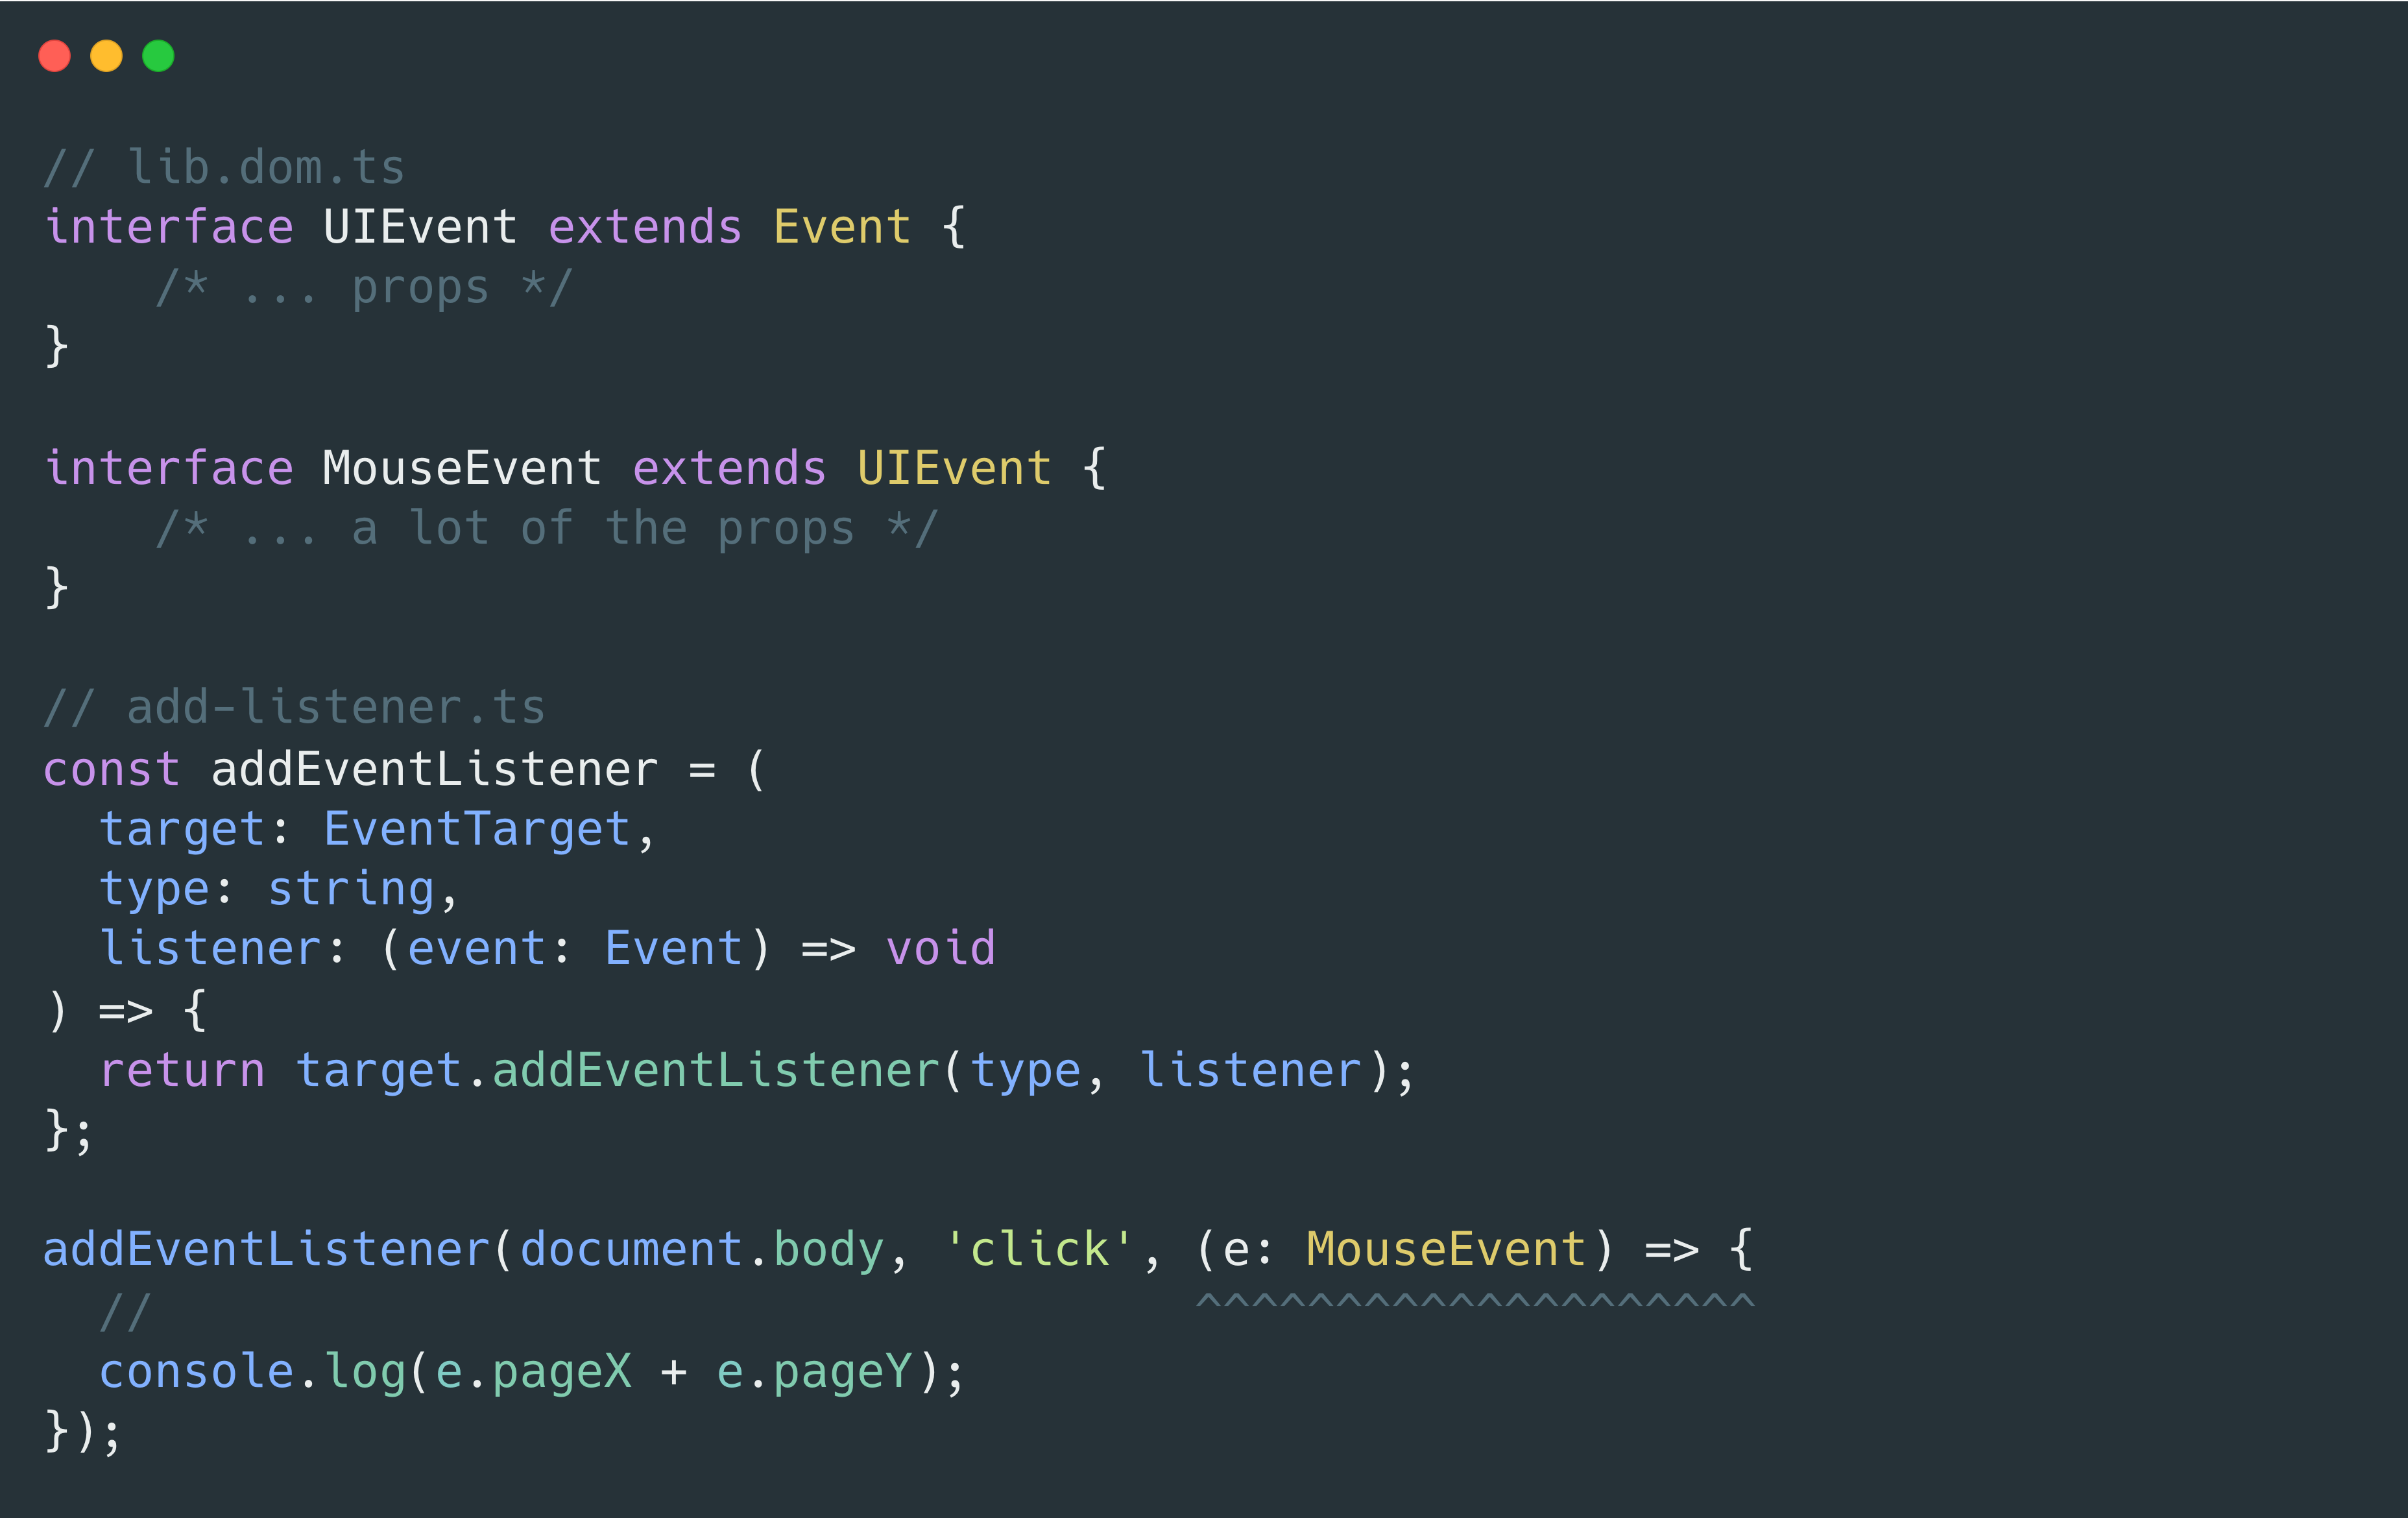 // lib.dom.ts
interface UIEvent extends Event {
    /* ... props */
}

interface MouseEvent extends UIEvent {
    /* ... a lot of the props */
}

// add-listener.ts
const addEventListener = (
  target: EventTarget,
  type: string,
  listener: (event: Event) => void
) => {
  return target.addEventListener(type, listener);
};

addEventListener(document.body, 'click', (e: MouseEvent) => {
  //                                     ^^^^^^^^^^^^^^^^^^^^
  console.log(e.pageX + e.pageY);
});